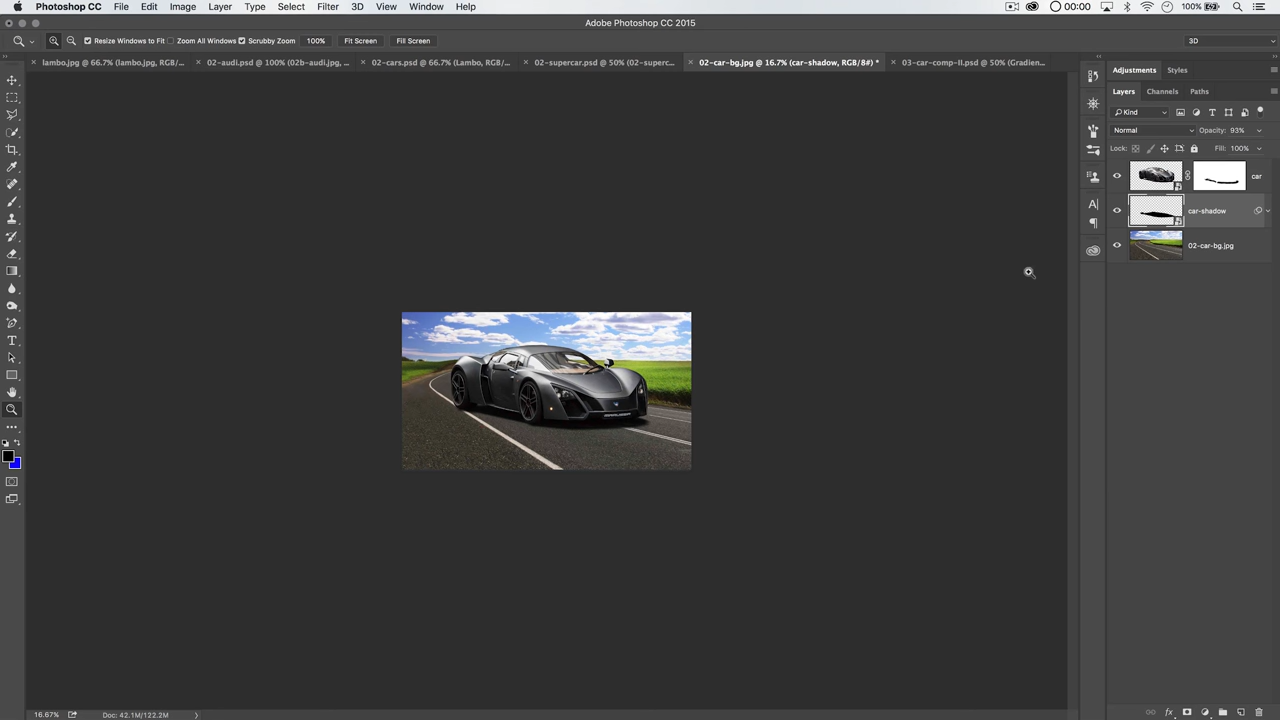 Photoshop CC File Edit Image Layer Type Select Filter 3D View Window Help 00:00 100%
Adobe Photoshop CC 2015
Resize Windows to Fit Zoom All Windows Scrubby Zoom 100% Fit Screen Fill Screen 3D
lambo.jpg @ 66.7% (lambo.jpg, RGB/... 02-audi.psd @ 100% (02b-audi.jpg, ... 02-cars.psd @ 66.7% (Lambo, RGB/... 02-supercar.psd @ 50% (02-superc... 02-car-bg.jpg @ 16.7% (car-shadow, RGB/8#) * 03-car-comp-II.psd @ 50% (Gradien...
Adjustments Styles
Layers Channels Paths
Kind
Normal Opacity: 93%
Lock: Fill: 100%
car
car-shadow
02-car-bg.jpg
16.67% Doc: 42.1M/122.2M